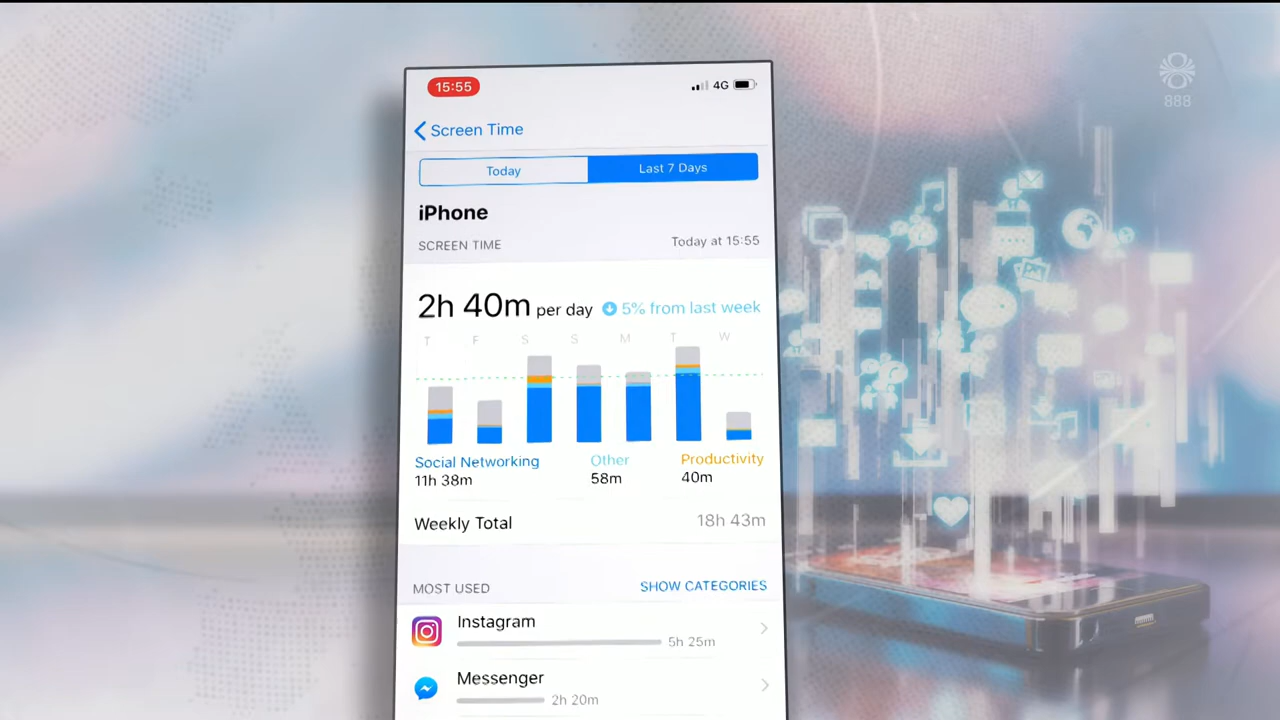 888
15:55
4G
Screen Time
Today Last 7 Days
iPhone
SCREEN TIME Today at 15:55
2h 40m per day 5% from last week
T F S S M T W
Social Networking Other Productivity
11h 38m 58m 40m
Weekly Total 18h 43m
MOST USED SHOW CATEGORIES
Instagram
5h 25m
Messenger
2h 20m